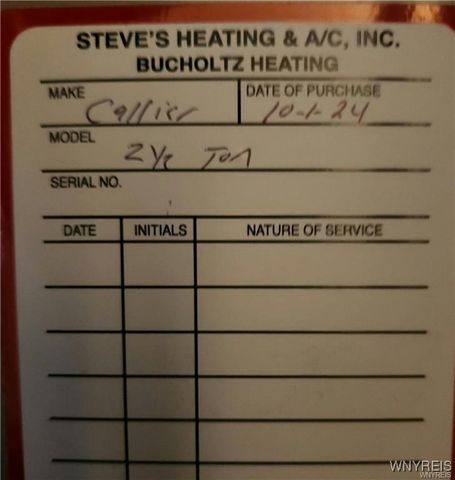 STEVE'S HEATING & A/C, INC.
BUCHOLTZ HEATING
MAKE
Callier
DATE OF PURCHASE
10-1-24
MODEL
2½ Ton
SERIAL NO.
DATE INITIALS NATURE OF SERVICE
WNYREIS
WNYREIS